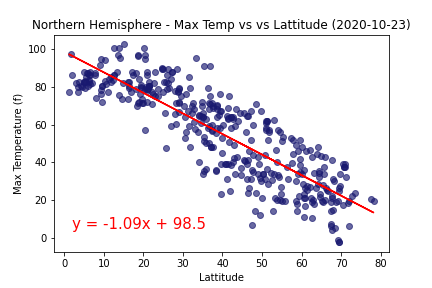 Northern Hemisphere - Max Temp vs vs Lattitude (2020-10-23)
Max Temperature (f)
100
80
60
40
20
0
y = -1.09x + 98.5
0 10 20 30 40 50 60 70 80
Lattitude